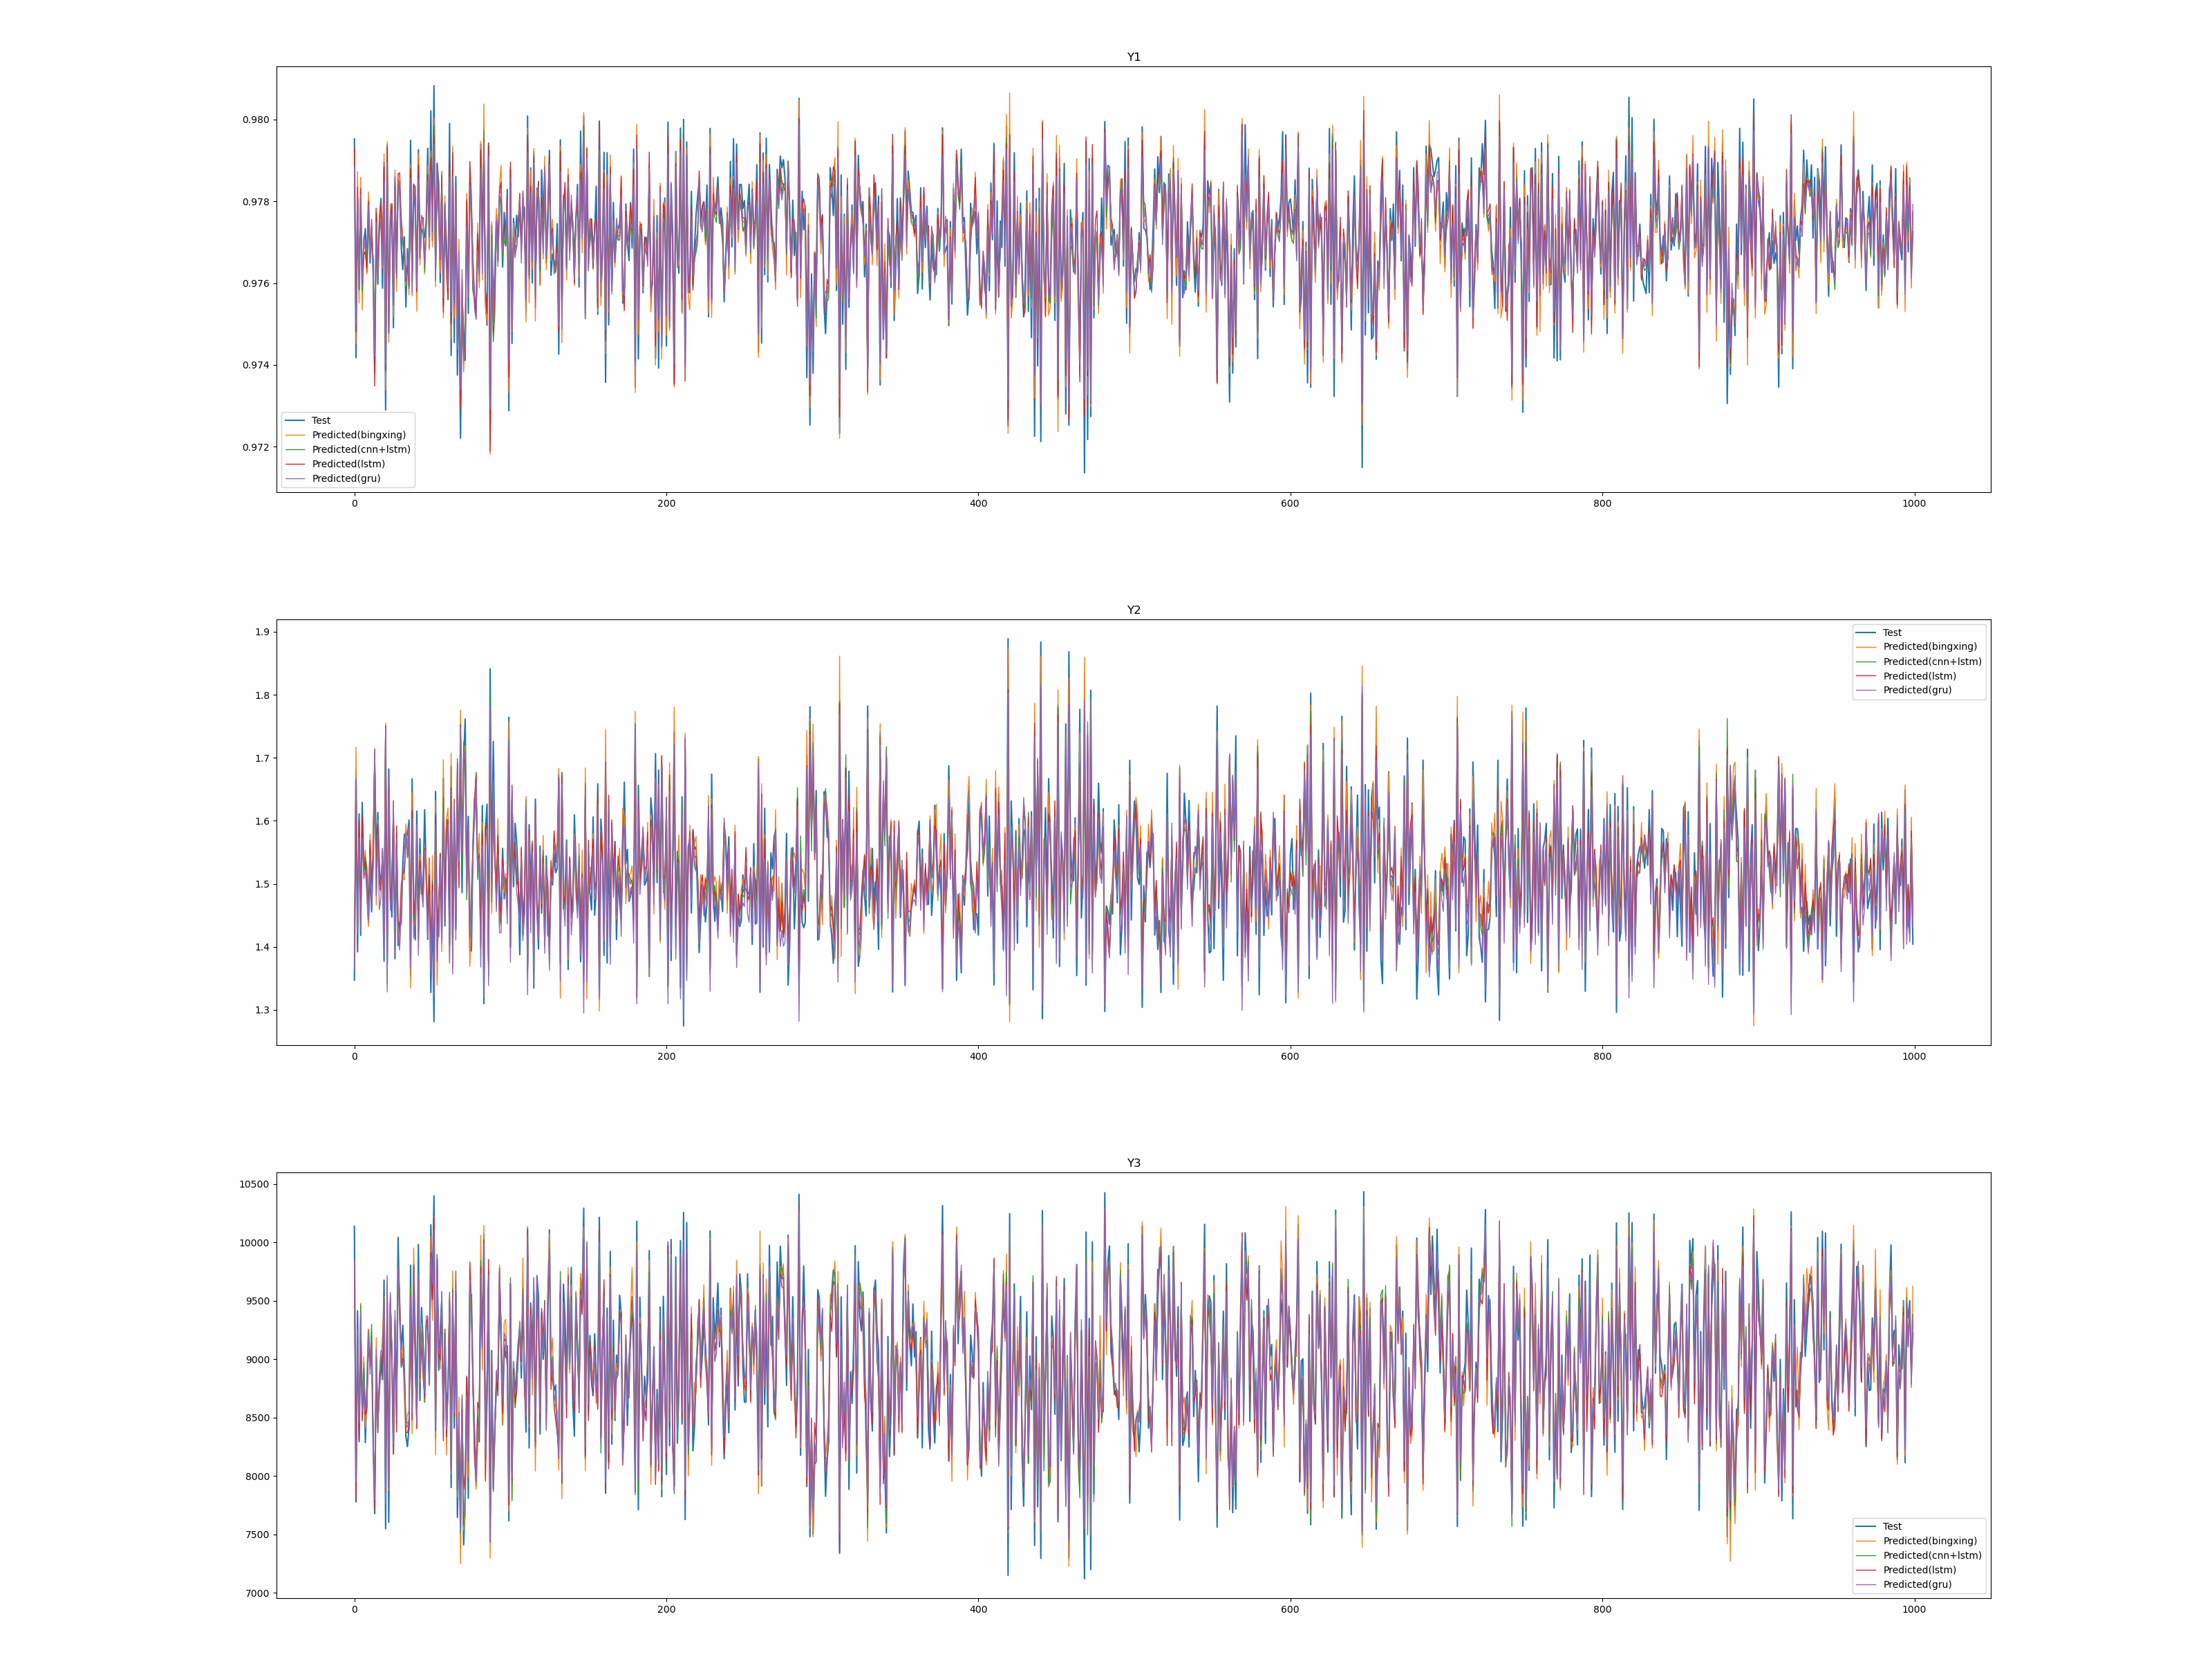 Y1
0.980
0.978
0.976
0.974
0.972
Test
Predicted(bingxing)
Predicted(cnn+lstm)
Predicted(lstm)
Predicted(gru)
0 200 400 600 800 1000
Y2
1.9
1.8
1.7
1.6
1.5
1.4
1.3
Test
Predicted(bingxing)
Predicted(cnn+lstm)
Predicted(lstm)
Predicted(gru)
0 200 400 600 800 1000
Y3
10500
10000
9500
9000
8500
8000
7500
7000
Test
Predicted(bingxing)
Predicted(cnn+lstm)
Predicted(lstm)
Predicted(gru)
0 200 400 600 800 1000